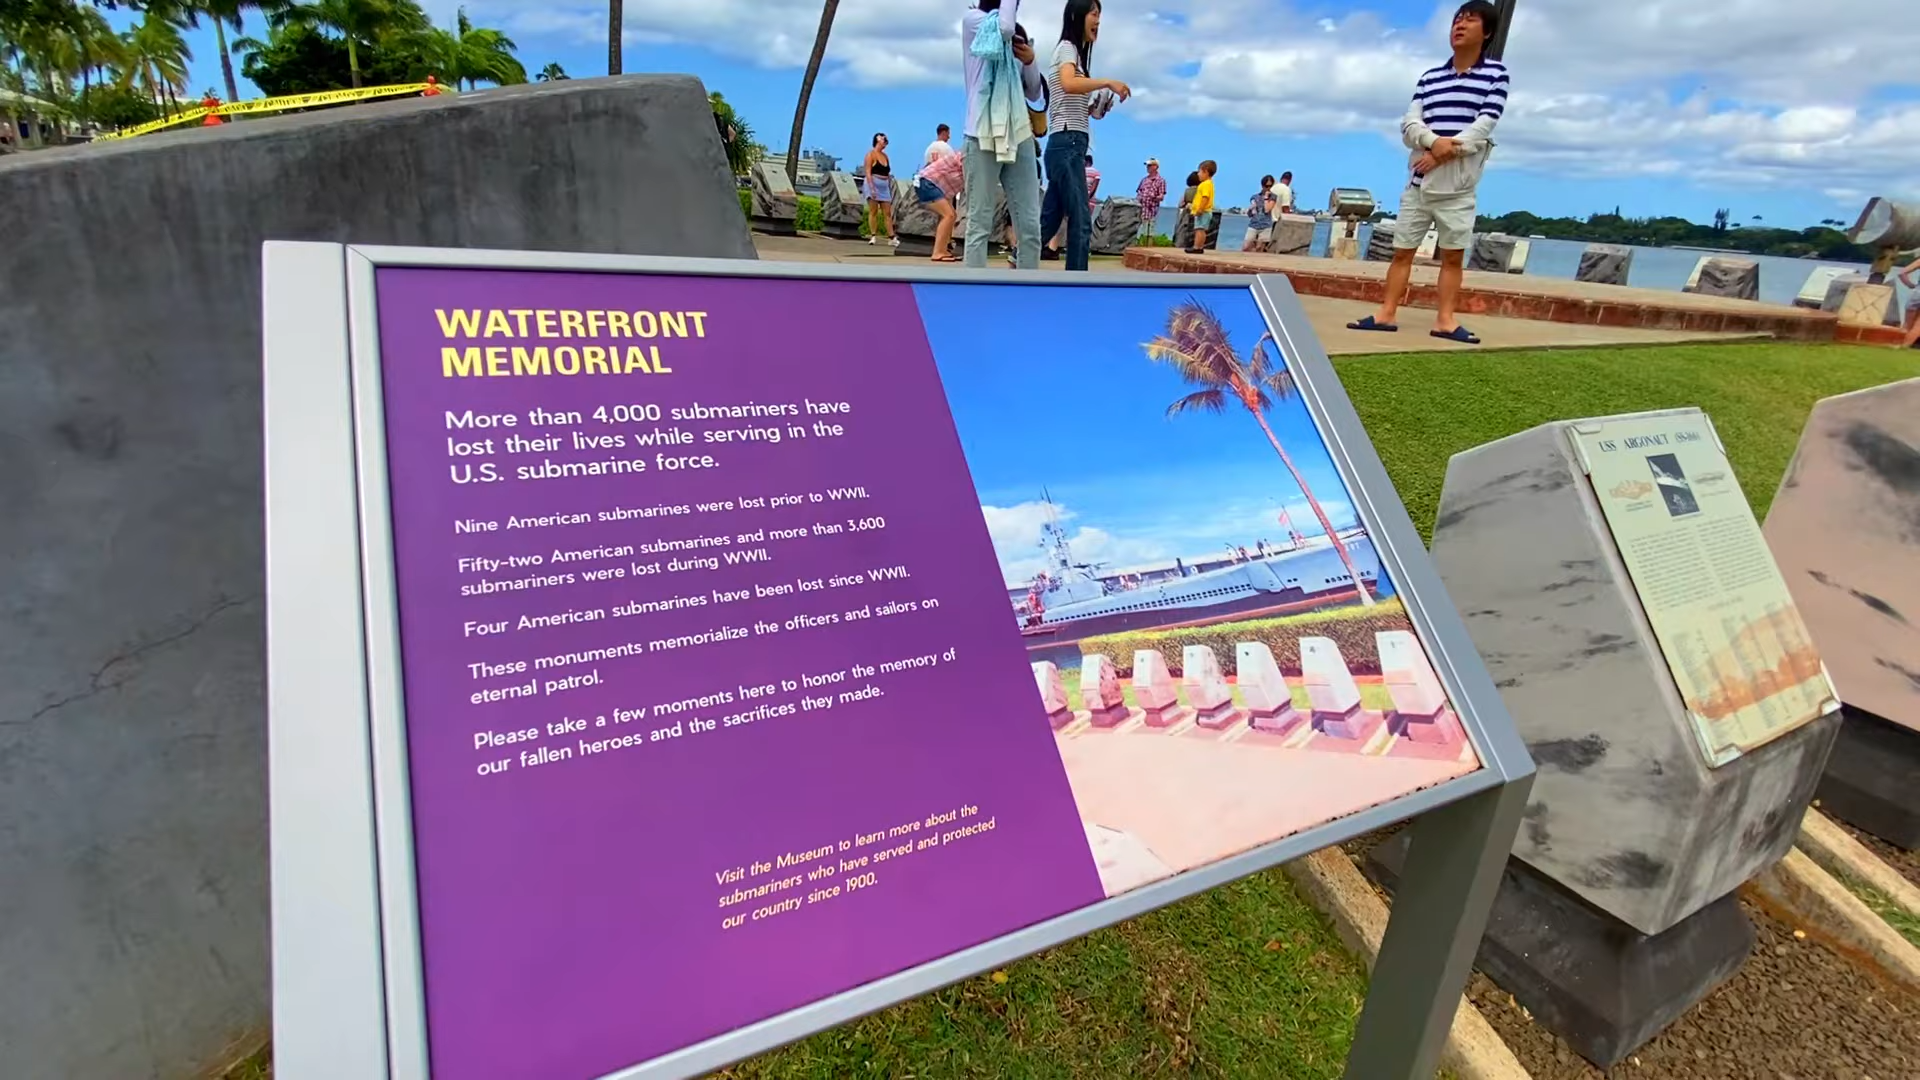 CAUTION CAUTION
WATERFRONT
MEMORIAL
More than 4,000 submariners have
lost their lives while serving in the
U.S. submarine force.
Nine American submarines were lost prior to WWII.
Fifty-two American submarines and more than 3,600
submariners were lost during WWII.
Four American submarines have been lost since WWII.
These monuments memorialize the officers and sailors on
eternal patrol.
Please take a few moments here to honor the memory of
our fallen heroes and the sacrifices they made.
Visit the Museum to learn more about the
submariners who have served and protected
our country since 1900.
USS ARGONAUT (SS-166)